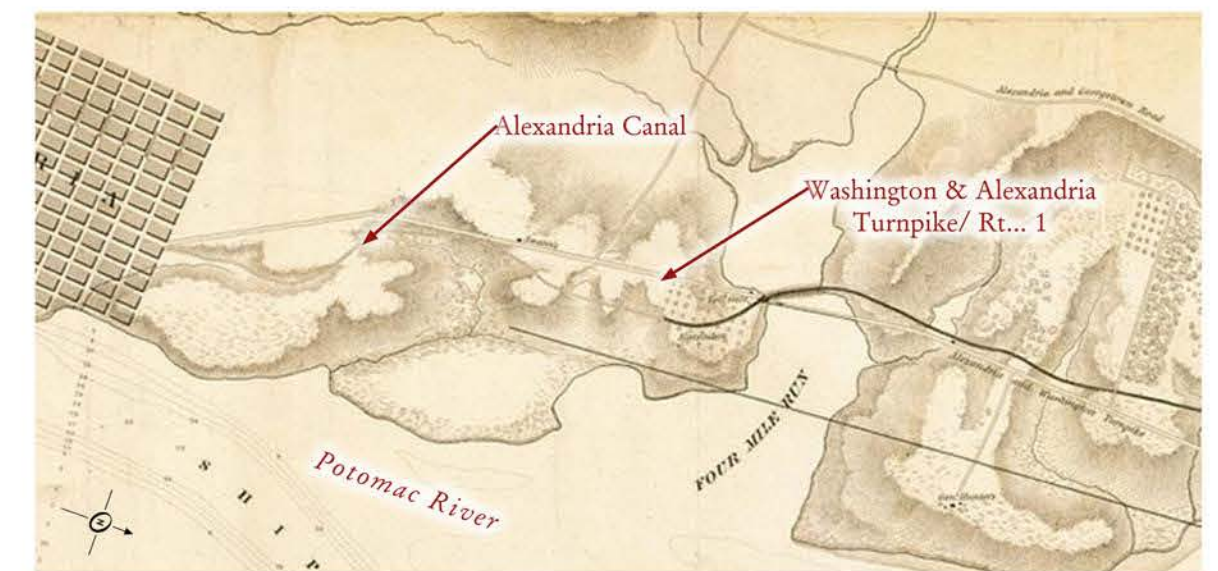 Alexandria and Georgetown Road
Alexandria Canal
Washington & Alexandria
Turnpike/ Rt... 1
R I A
Alexandria and Washington Turnpike
FOUR MILE RUN
Potomac River
S H I P
N